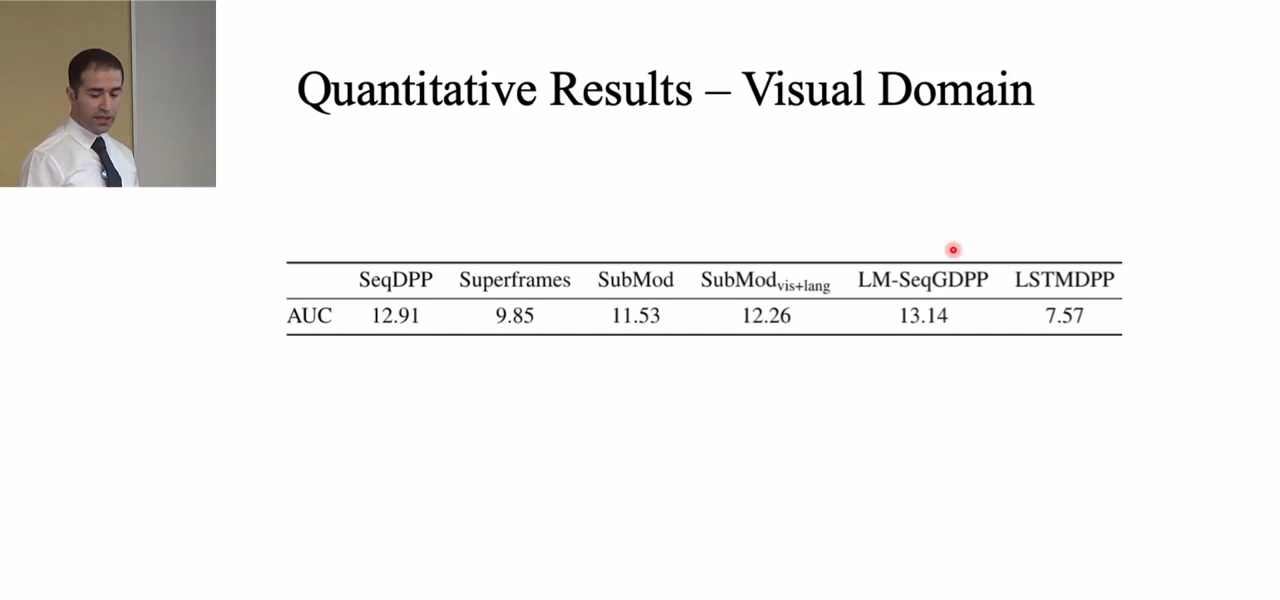 Quantitative Results – Visual Domain
SeqDPP Superframes SubMod SubMod_vis+lang LM-SeqGDPP LSTMDPP
AUC 12.91 9.85 11.53 12.26 13.14 7.57